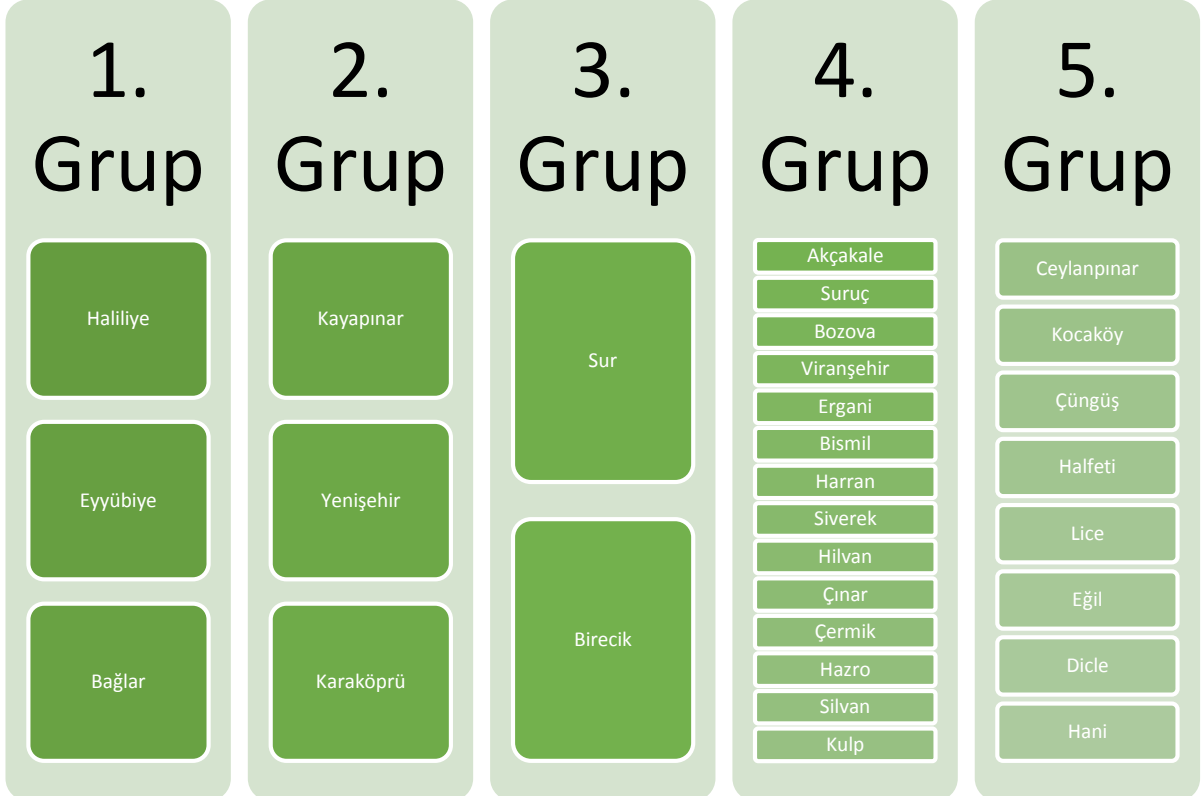 1.
Grup
Haliliye
Eyyübiye
Bağlar
2.
Grup
Kayapınar
Yenişehir
Karaköprü
3.
Grup
Sur
Birecik
4.
Grup
Akçakale
Suruç
Bozova
Viranşehir
Ergani
Bismil
Harran
Siverek
Hilvan
Çınar
Çermik
Hazro
Silvan
Kulp
5.
Grup
Ceylanpınar
Kocaköy
Çüngüş
Halfeti
Lice
Eğil
Dicle
Hani